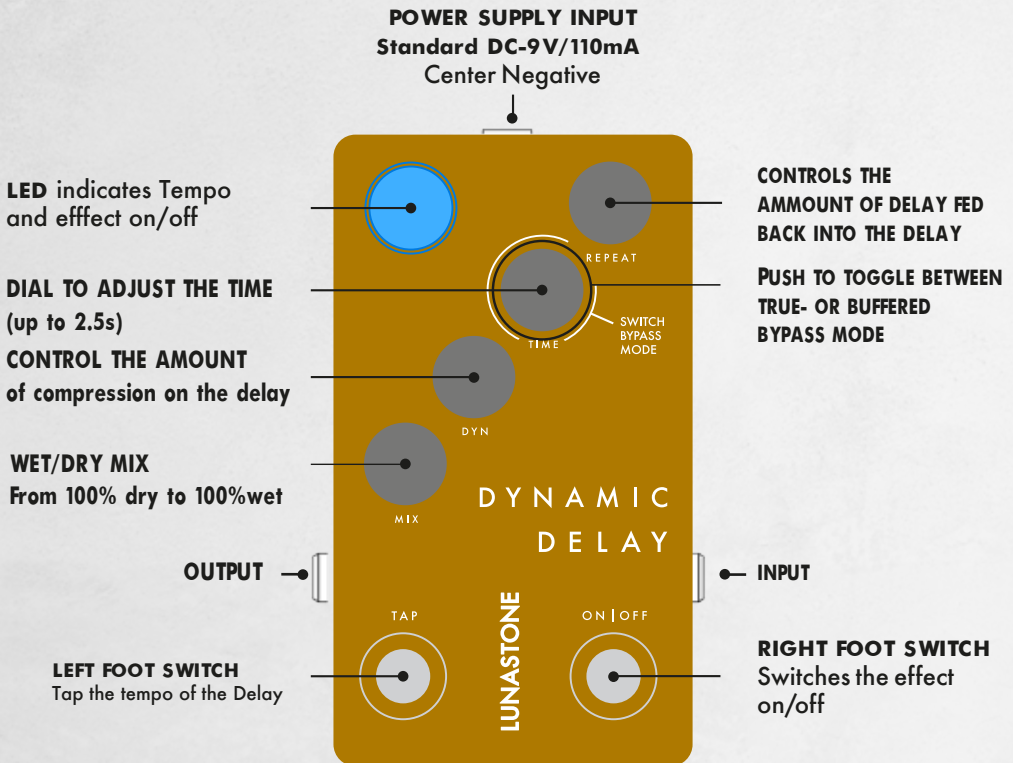 POWER SUPPLY INPUT
Standard DC-9V/110mA
Center Negative
LED indicates Tempo
and efffect on/off
DIAL TO ADJUST THE TIME
(up to 2.5s)
CONTROL THE AMOUNT
of compression on the delay
WET/DRY MIX
From 100% dry to 100%wet
OUTPUT
LEFT FOOT SWITCH
Tap the tempo of the Delay
REPEAT
TIME
SWITCH
BYPASS
MODE
DYN
MIX
DYNAMIC
DELAY
TAP
LUNASTONE
ON|OFF
CONTROLS THE
AMMOUNT OF DELAY FED
BACK INTO THE DELAY
PUSH TO TOGGLE BETWEEN
TRUE- OR BUFFERED
BYPASS MODE
INPUT
RIGHT FOOT SWITCH
Switches the effect
on/off